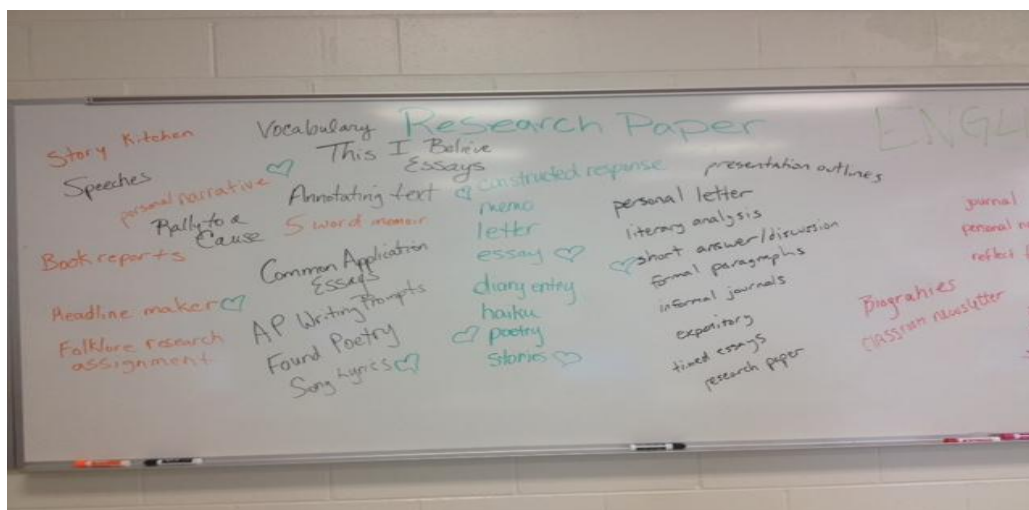 Story Kitchen
Speeches
personal narrative
Rally to a
Cause
Book reports
Headline maker
Folklore research
assignment
Vocabulary
This I Believe
Essays
Annotating text
5 word memoir
Common Application
Essays
AP Writing Prompts
Found Poetry
Song Lyrics
Research Paper
constructed response
memo
letter
essay
diary entry
haiku
poetry
stories
presentation outlines
personal letter
literary analysis
short answer/discussion
formal paragraphs
informal journals
expository
timed essays
research paper
ENGL
journal
personal n
reflect
Biograhies
classroom newsletter